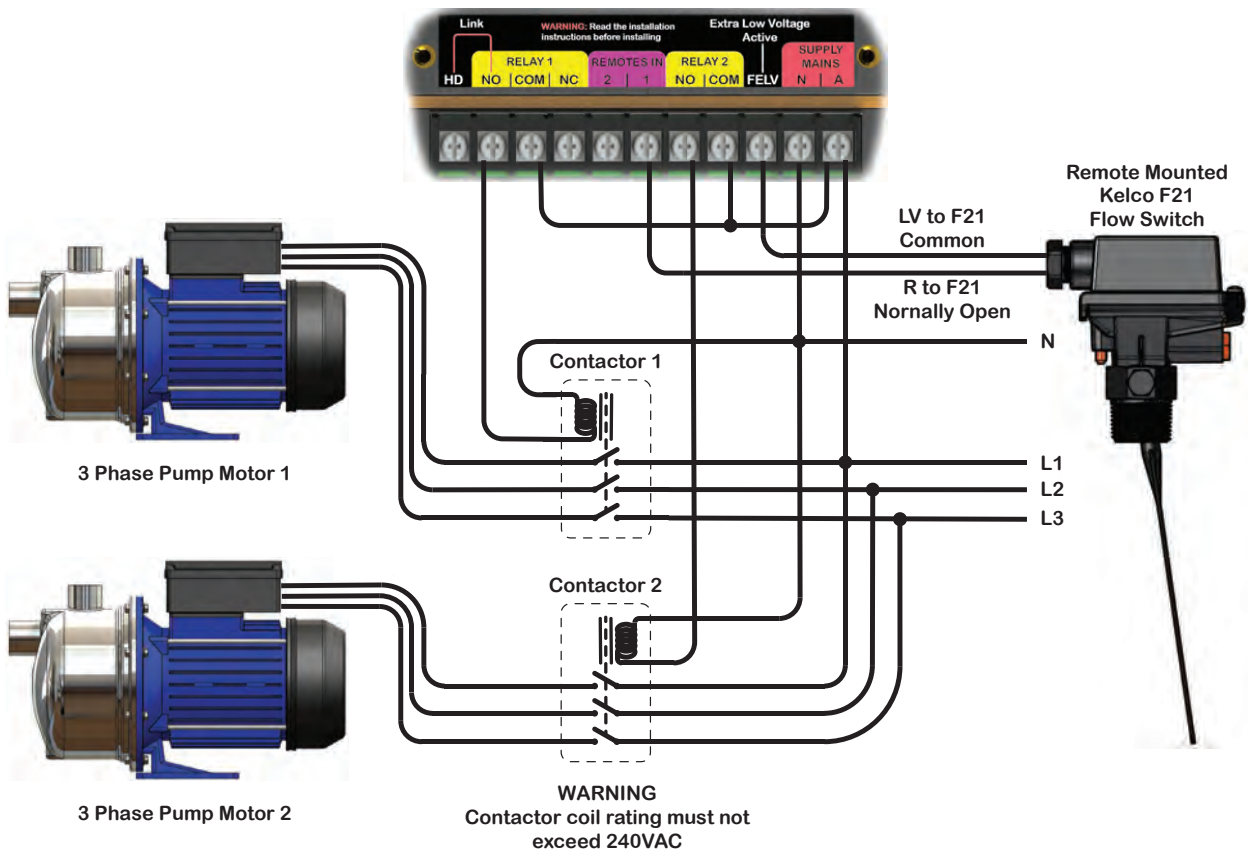 Link
WARNING: Read the installation
instructions before installing
Extra Low Voltage
Active
HD
RELAY 1
NO | COM | NC
REMOTES IN
2 | 1
RELAY 2
NO | COM
FELV
SUPPLY
MAINS
N | A
Remote Mounted
Kelco F21
Flow Switch
LV to F21
Common
R to F21
Nornally Open
N
Contactor 1
3 Phase Pump Motor 1
L1
L2
L3
Contactor 2
3 Phase Pump Motor 2
WARNING
Contactor coil rating must not
exceed 240VAC